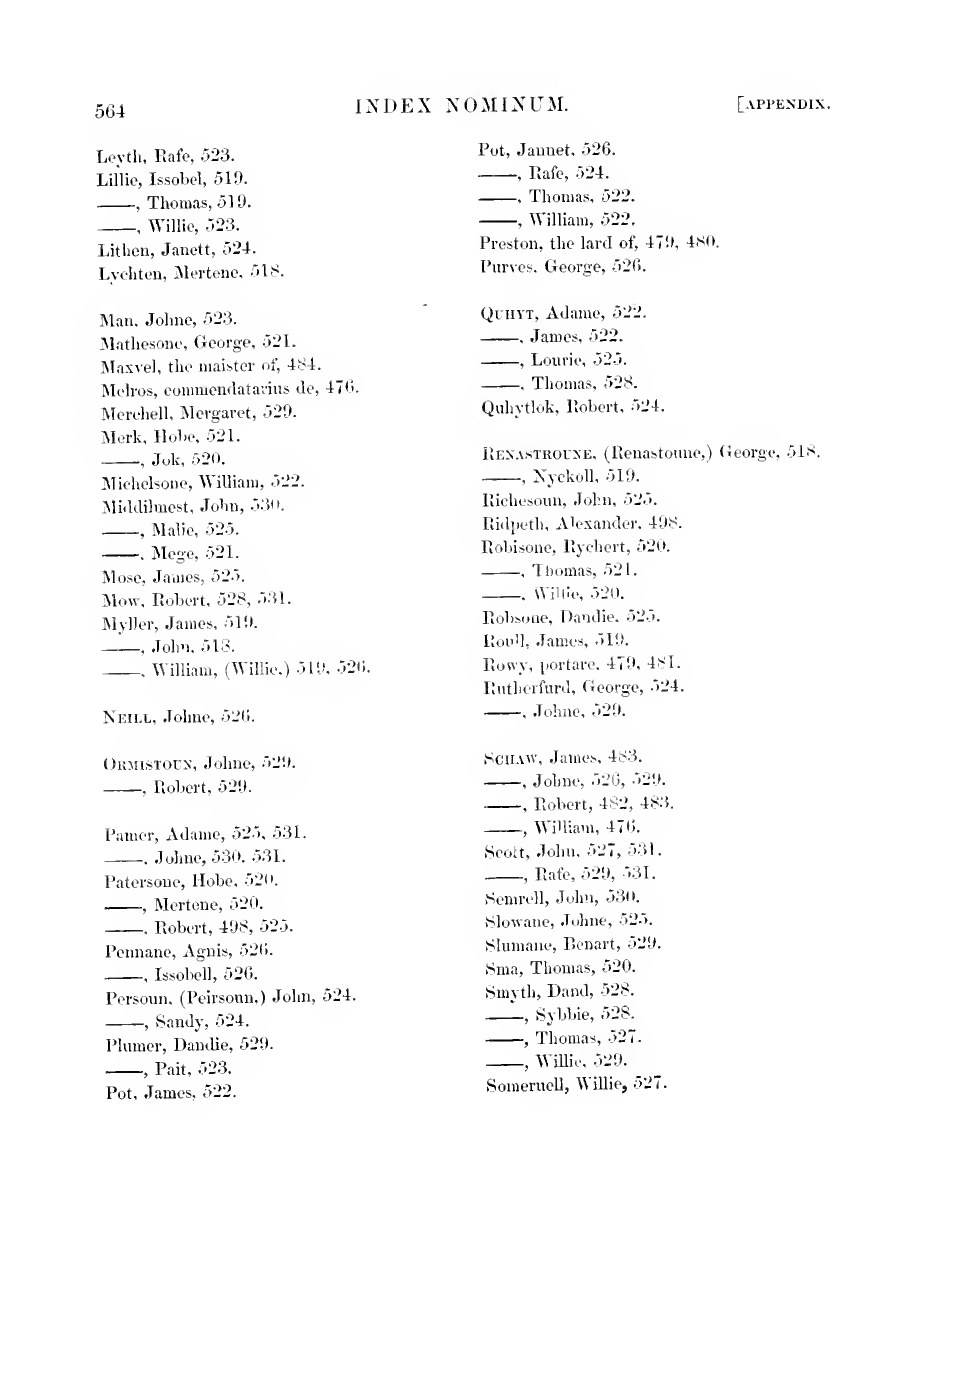 564
INDEX NOMINUM.
[APPENDIX.
Leyth, Rafe, 523.
Lillie, Issobel, 519.
——, Thomas, 519.
——, Willie, 523.
Lithen, Janett, 524.
Lychten, Mertene, 518.
Man, Johne, 523.
Mathesone, George, 521.
Maxvel, the maister of, 484.
Melros, commendatarius de, 476.
Merchell, Mergaret, 529.
Merk, Hobe, 521.
——, Jok, 520.
Michelsone, William, 522.
Middilmest, John, 530.
——, Malie, 525.
——, Mege, 521.
Mose, James, 525.
Mow, Robert, 528, 531.
Myller, James, 519.
——, John, 518.
——, William, (Willie,) 519, 526.
NEILL, Johne, 526.
ORMISTOUN, Johne, 529.
——, Robert, 529.
Pamer, Adame, 525, 531.
——, Johne, 530, 531.
Patersone, Hobe, 520.
——, Mertene, 520.
——, Robert, 498, 525.
Pennane, Agnis, 526.
——, Issobell, 526.
Persoun, (Peirsoun,) John, 524.
——, Sandy, 524.
Plumer, Dandie, 529.
——, Pait, 523.
Pot, James, 522.
Pot, Jannet, 526.
——, Rafe, 524.
——, Thomas, 522.
——, William, 522.
Preston, the lard of, 479, 480.
Purves, George, 526.
QUHYT, Adame, 522.
——, James, 522.
——, Lourie, 525.
——, Thomas, 528.
Quhytlok, Robert, 524.
RENASTROUNE, (Renastoune,) George, 518.
——, Nyckoll, 519.
Richesoun, John, 525.
Ridpeth, Alexander, 498.
Robisone, Rychert, 520.
——, Thomas, 521.
——, Willie, 520.
Robsone, Dandie, 525.
Roull, James, 519.
Rowy, portare, 479, 481.
Rutherfurd, George, 524.
——, Johne, 529.
SCHAW, James, 483.
——, Johne, 526, 529.
——, Robert, 482, 483.
——, William, 476.
Scott, John, 527, 531.
——, Rafe, 529, 531.
Semrell, John, 530.
Slowane, Johne, 525.
Slumane, Benart, 529.
Sma, Thomas, 520.
Smyth, Dand, 528.
——, Sybbie, 528.
——, Thomas, 527.
——, Willie, 529.
Someruell, Willie, 527.